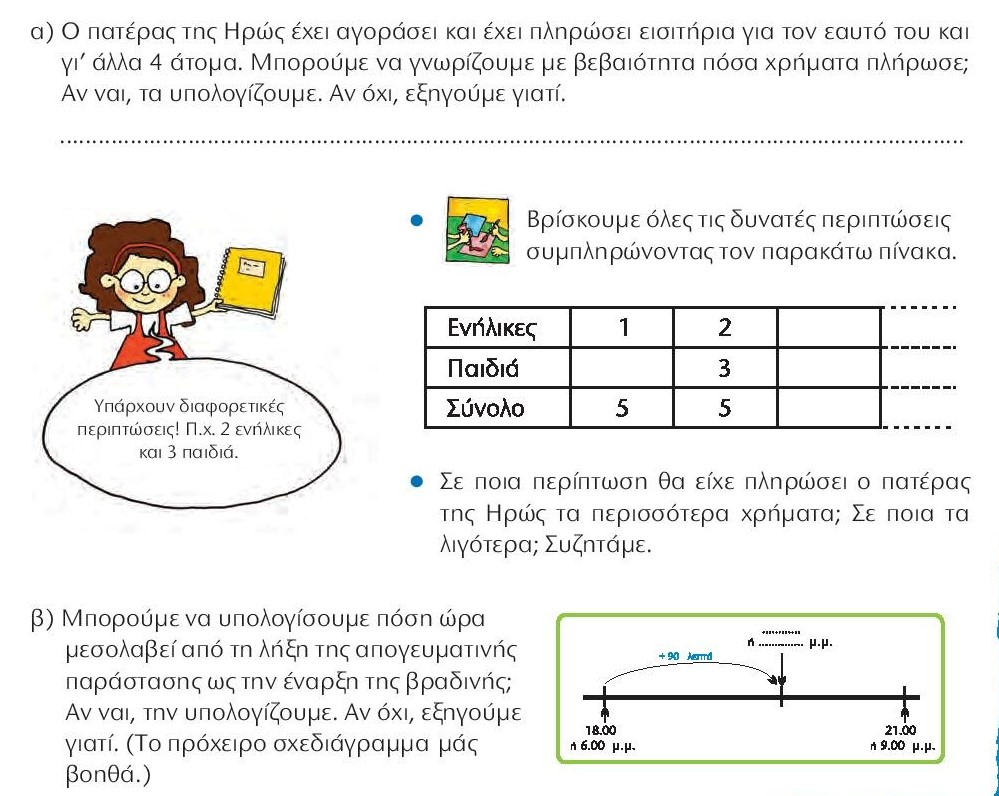 α) Ο πατέρας της Ηρώς έχει αγοράσει και έχει πληρώσει εισιτήρια για τον εαυτό του και
γι’ άλλα 4 άτομα. Μπορούμε να γνωρίζουμε με βεβαιότητα πόσα χρήματα πλήρωσε;
Αν ναι, τα υπολογίζουμε. Αν όχι, εξηγούμε γιατί.
Βρίσκουμε όλες τις δυνατές περιπτώσεις
συμπληρώνοντας τον παρακάτω πίνακα.
Ενήλικες 1 2
Παιδιά 3
Σύνολο 5 5
Υπάρχουν διαφορετικές
περιπτώσεις! Π.χ. 2 ενήλικες
και 3 παιδιά.
Σε ποια περίπτωση θα είχε πληρώσει ο πατέρας
της Ηρώς τα περισσότερα χρήματα; Σε ποια τα
λιγότερα; Συζητάμε.
β) Μπορούμε να υπολογίσουμε πόση ώρα
μεσολαβεί από τη λήξη της απογευματινής
παράστασης ως την έναρξη της βραδινής;
Αν ναι, την υπολογίζουμε. Αν όχι, εξηγούμε
γιατί. (Το πρόχειρο σχεδιάγραμμα μάς
βοηθά.)
...........
ή ............ μ.μ.
+ 90 λεπτά
18.00 21.00
ή 6.00 μ.μ. ή 9.00 μ.μ.